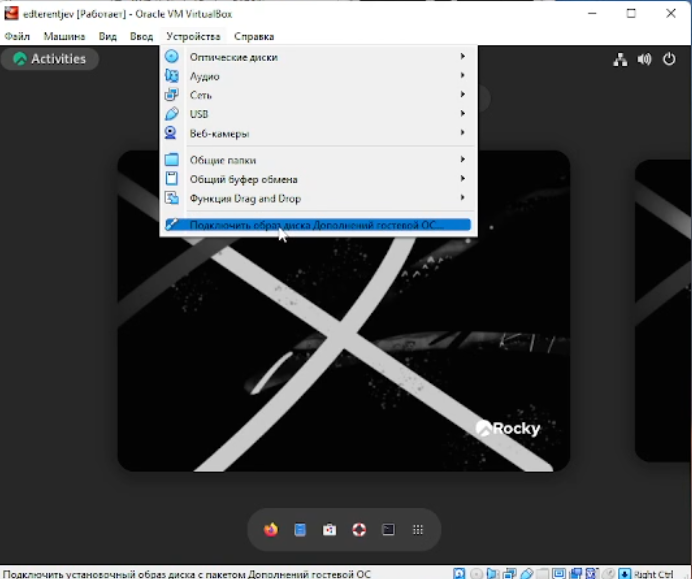 edterentjev [Работает] - Oracle VM VirtualBox
Файл Машина Вид Ввод Устройства Справка
Activities
Оптические диски
Аудио
Сеть
USB
Веб-камеры
Общие папки
Общий буфер обмена
Функция Drag and Drop
Подключить образ диска Дополнений гостевой ОС...
Rocky
Подключить установочный образ диска с пакетом Дополнений гостевой ОС
Right Ctrl